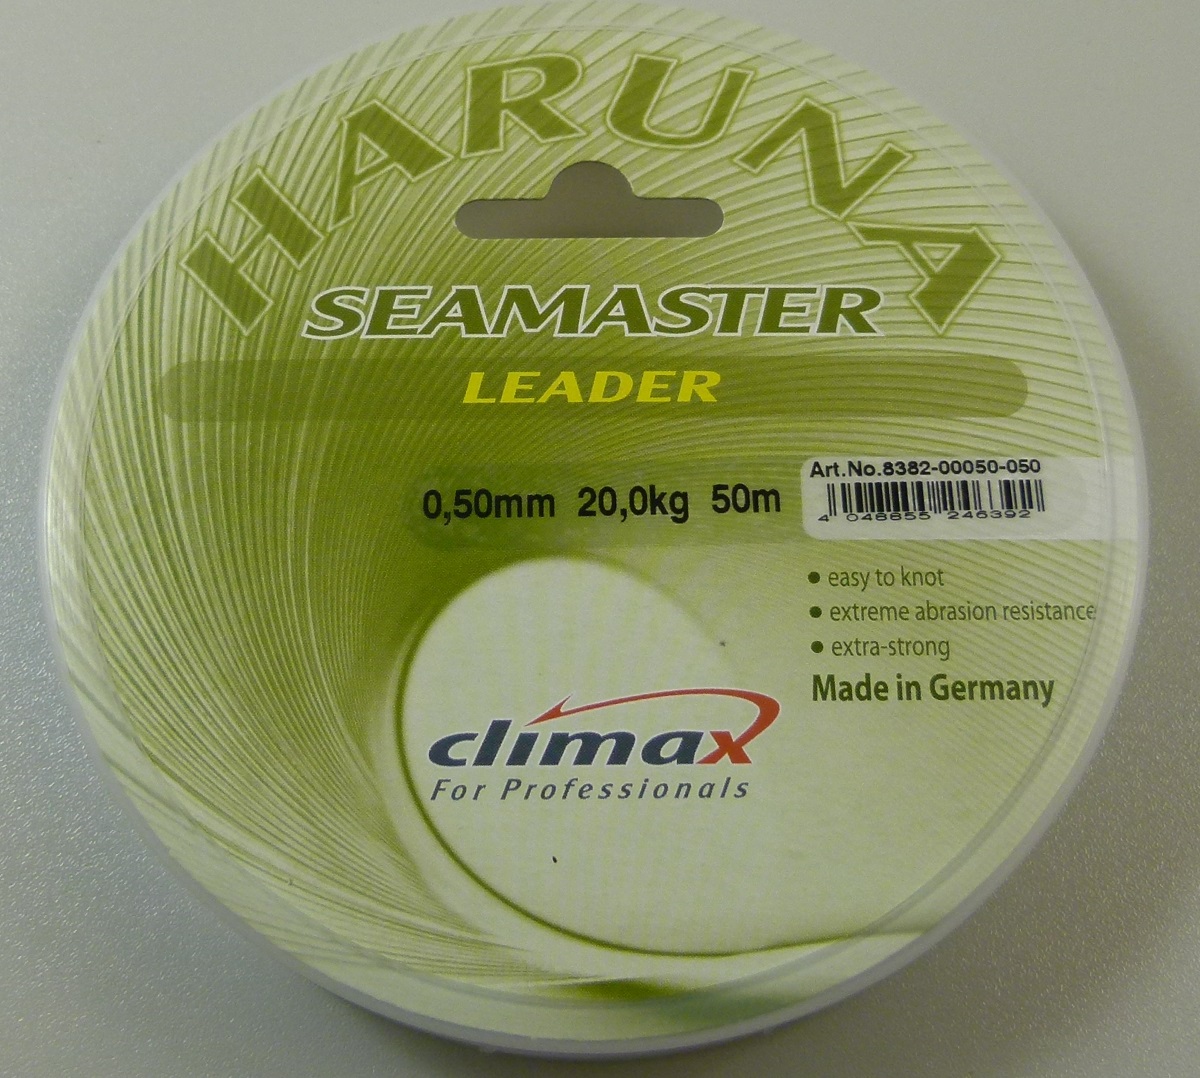 HARUNA
SEAMASTER
LEADER
0,50mm 20,0kg 50m
Art.No.8382-00050-050
4 048855 246392
• easy to knot
• extreme abrasion resistance
• extra-strong
Made in Germany
climax
For Professionals